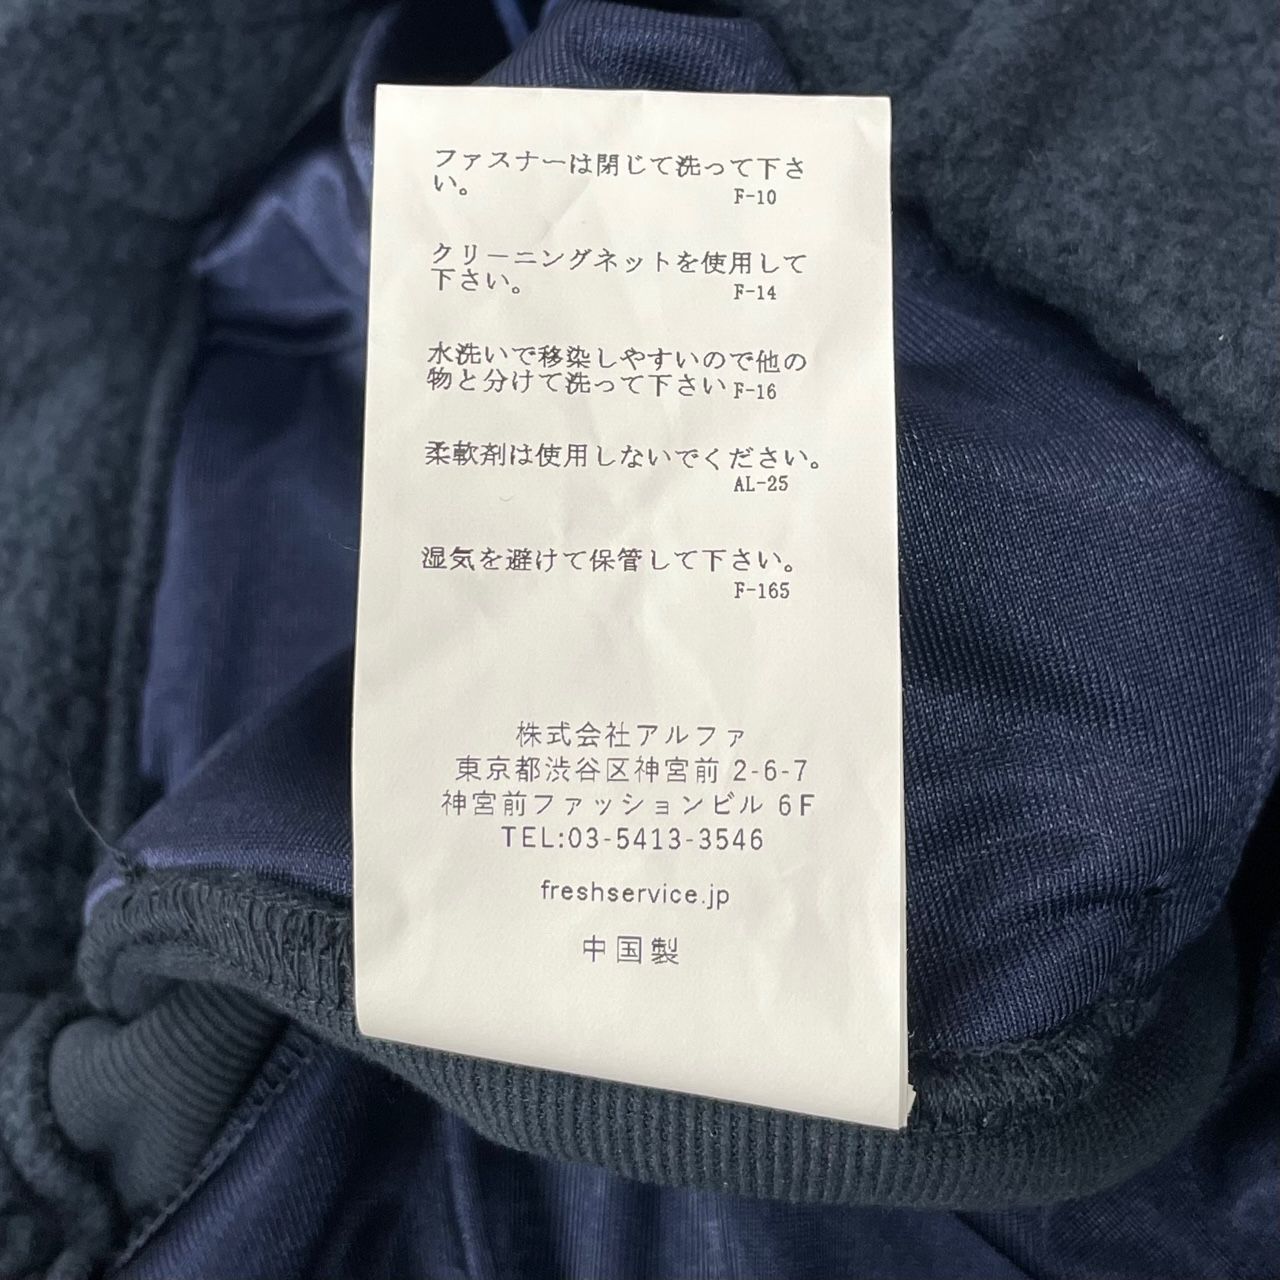 ファスナーは閉じて洗って下さ
い。
F-10
クリーニングネットを使用して
下さい。
F-14
水洗いで移染しやすいので他の
物と分けて洗って下さい F-16
柔軟剤は使用しないでください。
AL-25
湿気を避けて保管して下さい。
F-165
株式会社アルファ
東京都渋谷区神宮前 2-6-7
神宮前ファッションビル 6F
TEL:03-5413-3546
freshservice.jp
中国製